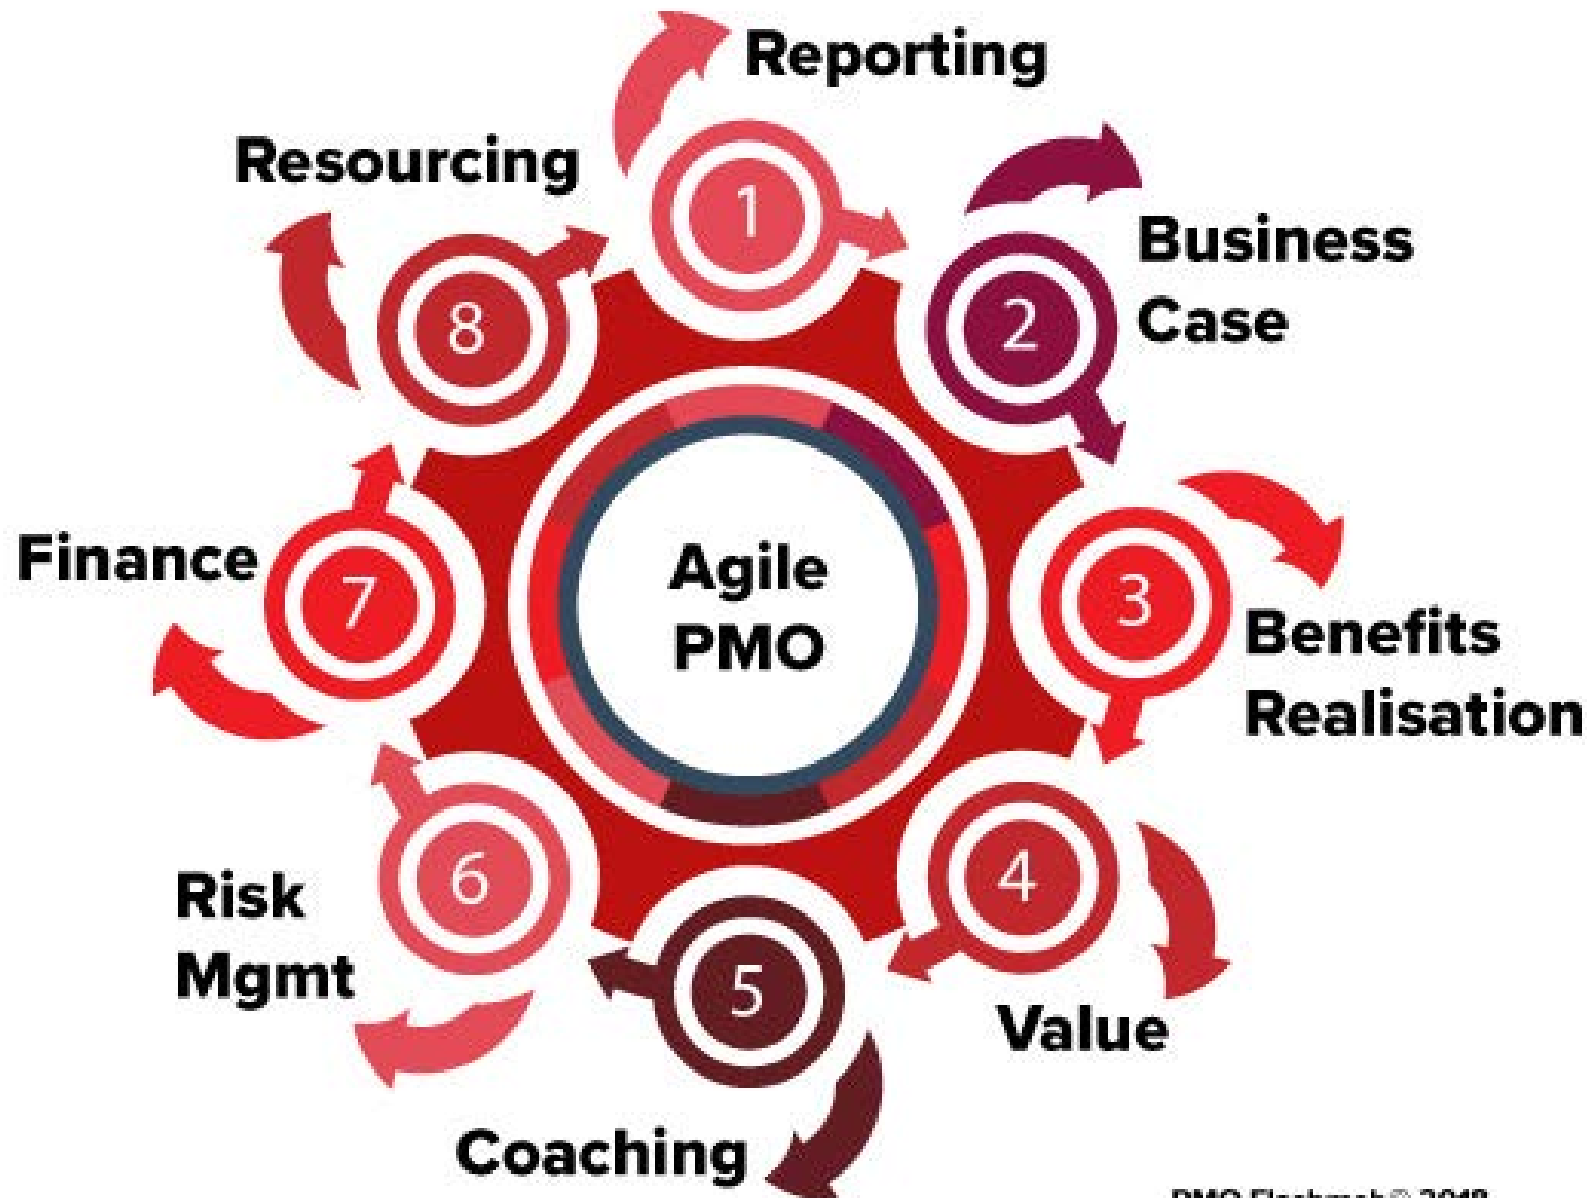 Reporting
1
Resourcing
8
2
Business
Case
Finance
7
Agile
PMO
3
Benefits
Realisation
6
Risk
Mgmt
5
4
Value
Coaching